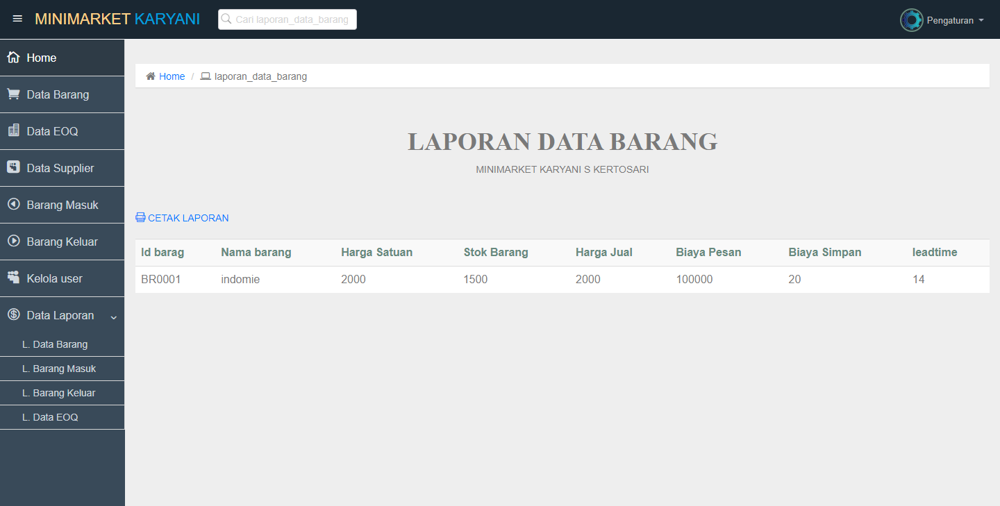 MINIMARKET KARYANI
Cari laporan_data_barang
Pengaturan
Home
Data Barang
Data EOQ
Data Supplier
Barang Masuk
Barang Keluar
Kelola user
Data Laporan
L. Data Barang
L. Barang Masuk
L. Barang Keluar
L. Data EOQ
Home / laporan_data_barang
LAPORAN DATA BARANG
MINIMARKET KARYANI S KERTOSARI
CETAK LAPORAN
Id barag Nama barang Harga Satuan Stok Barang Harga Jual Biaya Pesan Biaya Simpan leadtime
BR0001 indomie 2000 1500 2000 100000 20 14